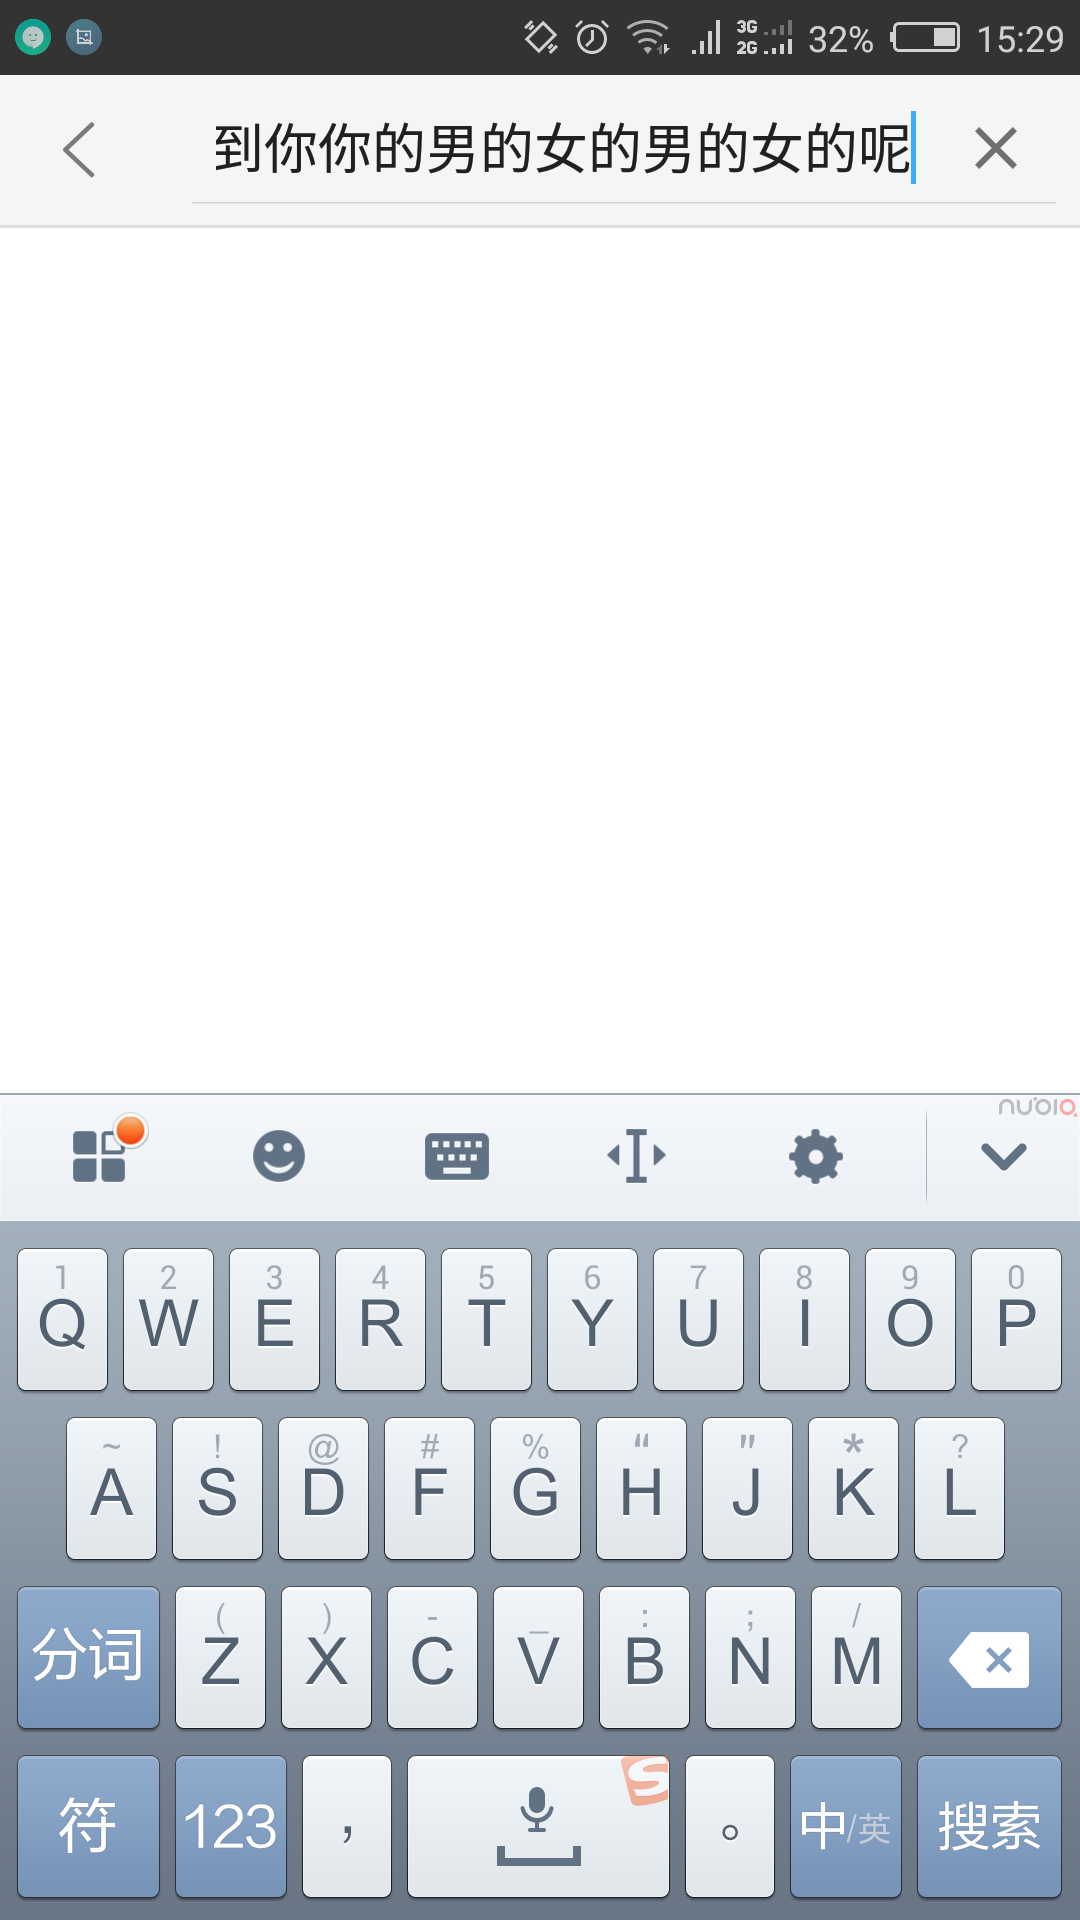 3G
2G
32%
15:29
到你你的男的女的男的女的呢
nubia
1 2 3 4 5 6 7 8 9 0
Q W E R T Y U I O P
~ ! @ # % “ " * ?
A S D F G H J K L
( ) - _ : ; /
分词 Z X C V B N M
符 123 ， 。 中/英 搜索